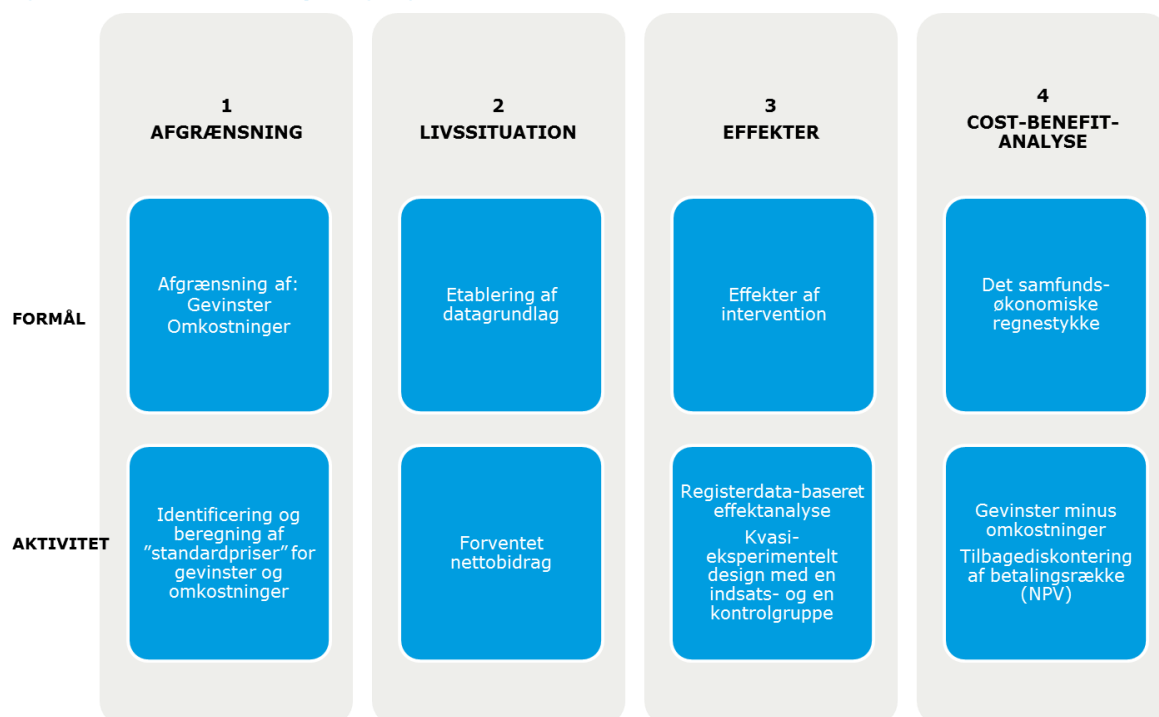 1
AFGRÆNSNING
2
LIVSSITUATION
3
EFFEKTER
4
COST-BENEFIT-
ANALYSE
FORMÅL
Afgrænsning af:
Gevinster
Omkostninger
Etablering af
datagrundlag
Effekter af
intervention
Det samfunds-
økonomiske
regnestykke
AKTIVITET
Identificering og
beregning af
”standardpriser” for
gevinster og
omkostninger
Forventet
nettobidrag
Registerdata-baseret
effektanalyse
Kvasi-
eksperimentelt
design med en
indsats- og en
kontrolgruppe
Gevinster minus
omkostninger
Tilbagediskontering
af betalingsrække
(NPV)